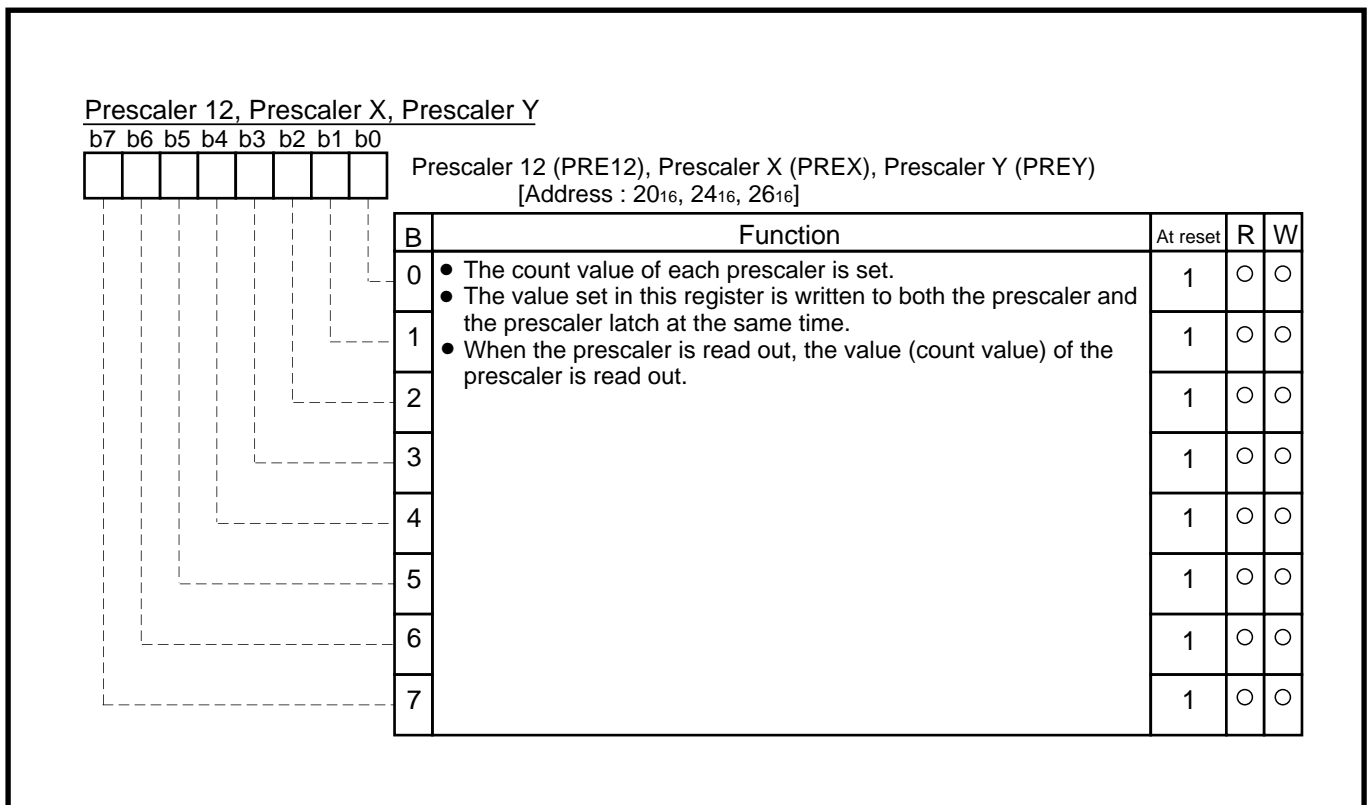 Prescaler 12, Prescaler X, Prescaler Y
b7 b6 b5 b4 b3 b2 b1 b0
Prescaler 12 (PRE12), Prescaler X (PREX), Prescaler Y (PREY)
[Address : 20₁₆, 24₁₆, 26₁₆]
B Function At reset R W
0 ● The count value of each prescaler is set. 1 ○ ○
● The value set in this register is written to both the prescaler and
the prescaler latch at the same time.
1 1 ○ ○
● When the prescaler is read out, the value (count value) of the
prescaler is read out.
2 1 ○ ○
3 1 ○ ○
4 1 ○ ○
5 1 ○ ○
6 1 ○ ○
7 1 ○ ○